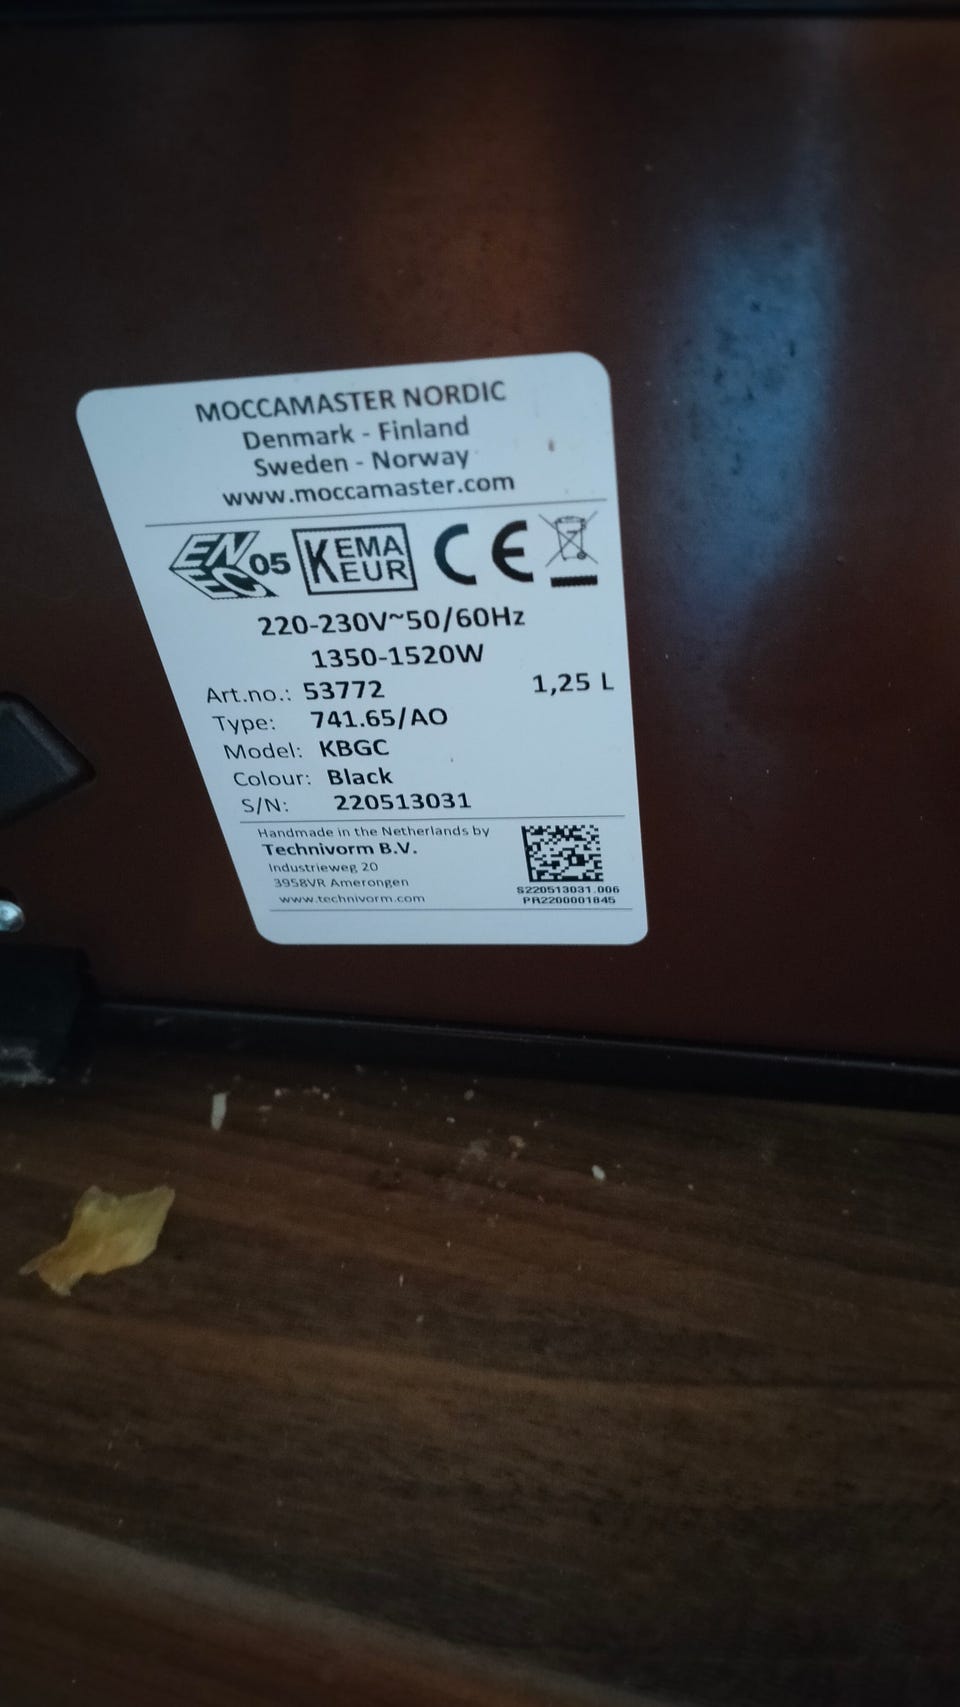 MOCCAMASTER NORDIC
Denmark - Finland
Sweden - Norway
www.moccamaster.com
ENEC 05 KEMA EUR CE
220-230V~50/60Hz
1350-1520W
Art.no.: 53772 1,25 L
Type: 741.65/AO
Model: KBGC
Colour: Black
S/N: 220513031
Handmade in the Netherlands by
Technivorm B.V.
Industrieweg 20
3958VR Amerongen
www.technivorm.com
S220513031.006
PR2200001845